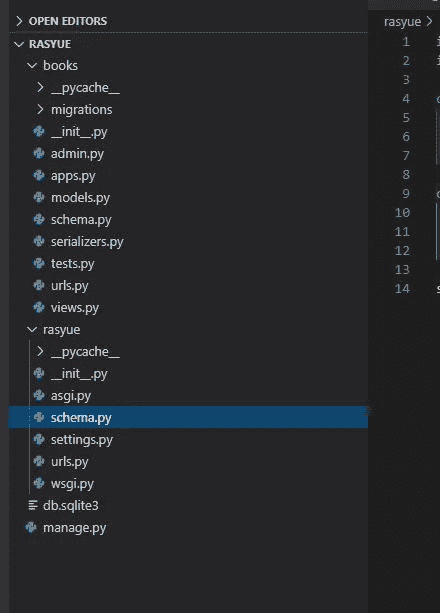 OPEN EDITORS
RASYUE
books
__pycache__
migrations
__init__.py
admin.py
apps.py
models.py
schema.py
serializers.py
tests.py
urls.py
views.py
rasyue
__pycache__
__init__.py
asgi.py
schema.py
settings.py
urls.py
wsgi.py
db.sqlite3
manage.py
rasyue >
1
2
3
4
5
6
7
8
9
10
11
12
13
14